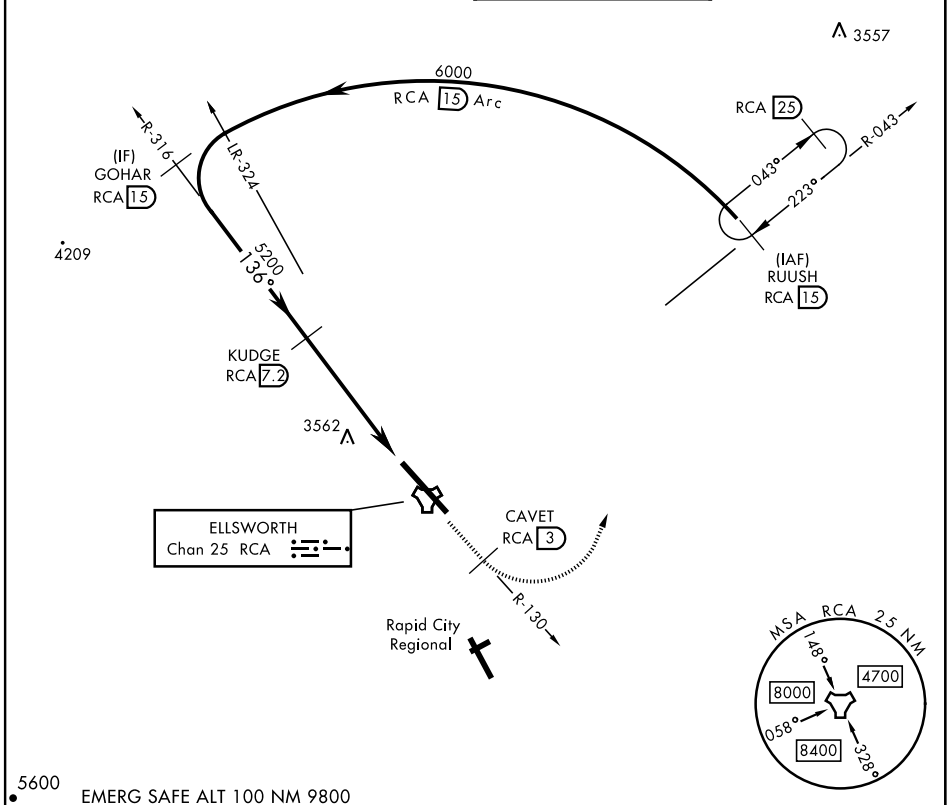 3557
6000
RCA 15 Arc
RCA 25
R-043
043°
223°
R-316
LR-324
(IF)
GOHAR
RCA 15
4209
5200
136°
(IAF)
RUUSH
RCA 15
KUDGE
RCA 7.2
3562
ELLSWORTH
Chan 25 RCA
CAVET
RCA 3
R-130
Rapid City
Regional
MSA RCA 25 NM
148°
4700
8000
058°
8400
328°
5600
EMERG SAFE ALT 100 NM 9800